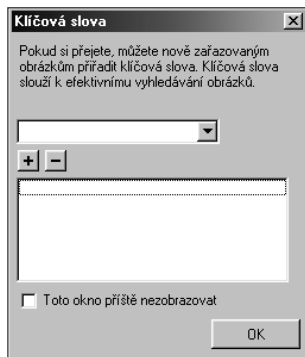 Klíčová slova
Pokud si přejete, můžete nově zařazovaným
obrázkům přiřadit klíčová slova. Klíčová slova
slouží k efektivnímu vyhledávání obrázků.
Toto okno příště nezobrazovat
OK